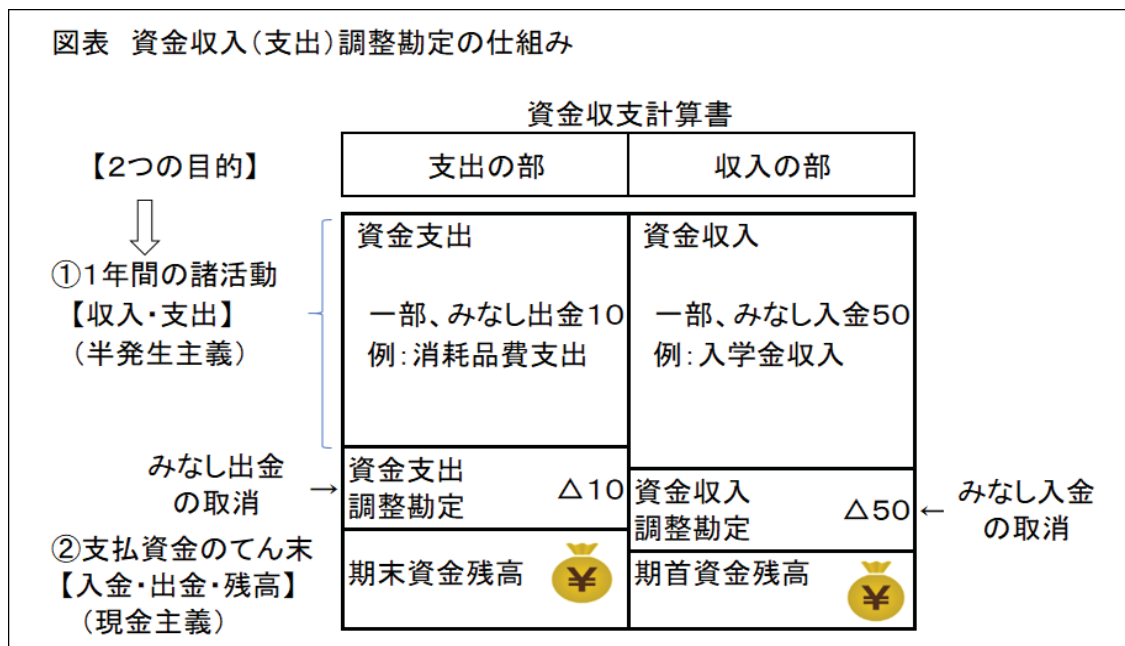 図表 資金収入(支出)調整勘定の仕組み
資金収支計算書
【2つの目的】
支出の部
収入の部
①1年間の諸活動
【収入・支出】
(半発生主義)
資金支出
一部、みなし出金10
例:消耗品費支出
資金収入
一部、みなし入金50
例:入学金収入
みなし出金
の取消
→
資金支出
調整勘定
△10
資金収入
調整勘定
△50
←
みなし入金
の取消
②支払資金のてん末
【入金・出金・残高】
(現金主義)
期末資金残高
¥
期首資金残高
¥